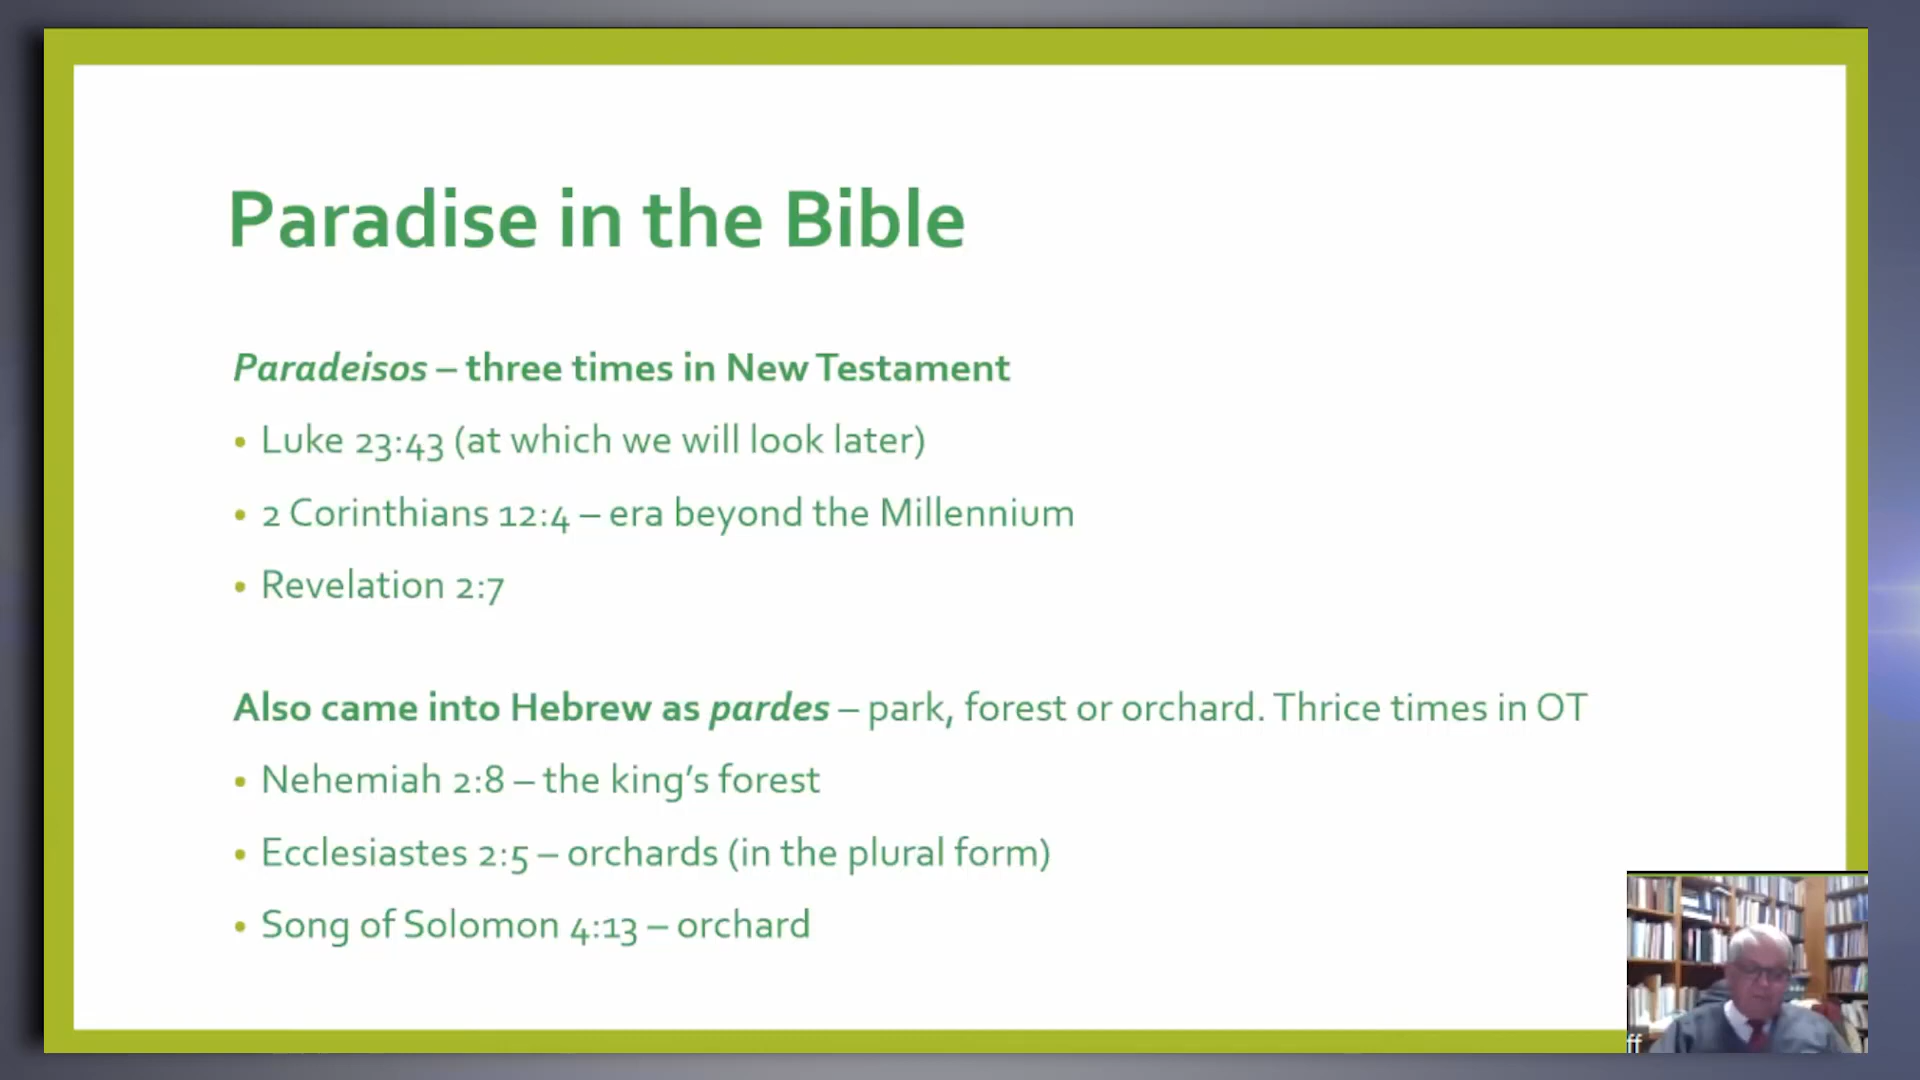 Paradise in the Bible
Paradeisos – three times in New Testament
• Luke 23:43 (at which we will look later)
• 2 Corinthians 12:4 – era beyond the Millennium
• Revelation 2:7
Also came into Hebrew as pardes – park, forest or orchard. Thrice times in OT
• Nehemiah 2:8 – the king's forest
• Ecclesiastes 2:5 – orchards (in the plural form)
• Song of Solomon 4:13 – orchard
ff